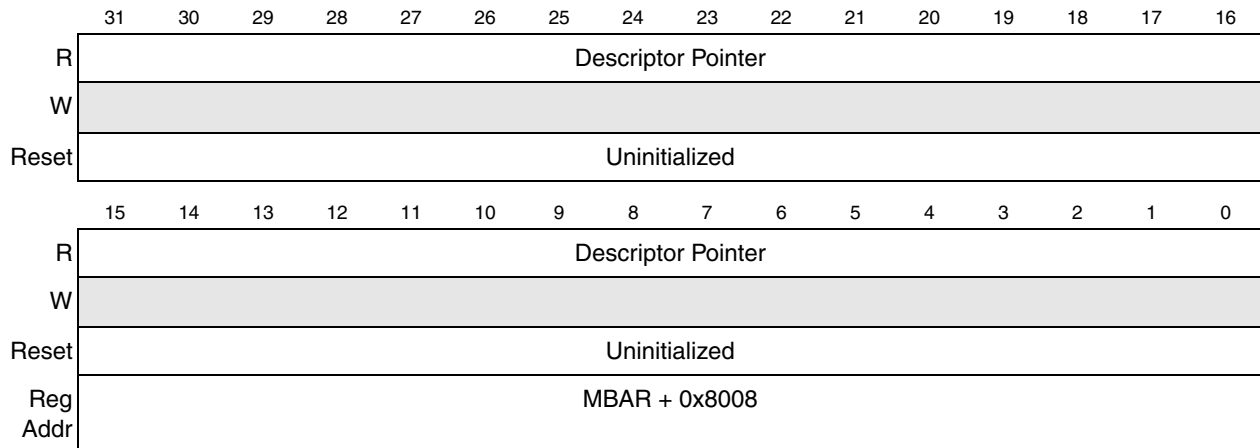 31 30 29 28 27 26 25 24 23 22 21 20 19 18 17 16
R Descriptor Pointer
W
Reset Uninitialized
15 14 13 12 11 10 9 8 7 6 5 4 3 2 1 0
R Descriptor Pointer
W
Reset Uninitialized
Reg MBAR + 0x8008
Addr